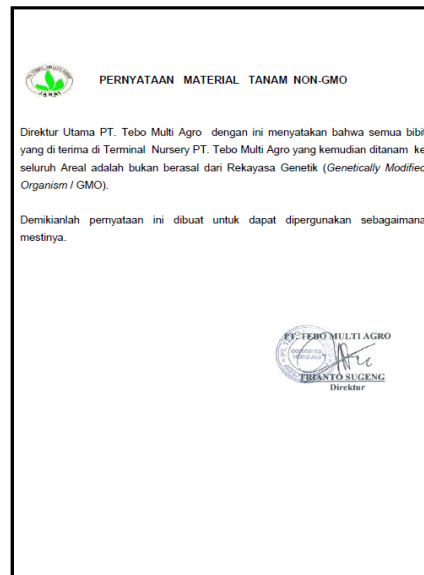 PERNYATAAN MATERIAL TANAM NON-GMO
Direktur Utama PT. Tebo Multi Agro dengan ini menyatakan bahwa semua bibit
yang di terima di Terminal Nursery PT. Tebo Multi Agro yang kemudian ditanam ke
seluruh Areal adalah bukan berasal dari Rekayasa Genetik (Genetically Modified
Organism / GMO).
Demikianlah pernyataan ini dibuat untuk dapat dipergunakan sebagaimana
mestinya.
PT. TEBO MULTI AGRO
TRIANTO SUGENG
Direktur